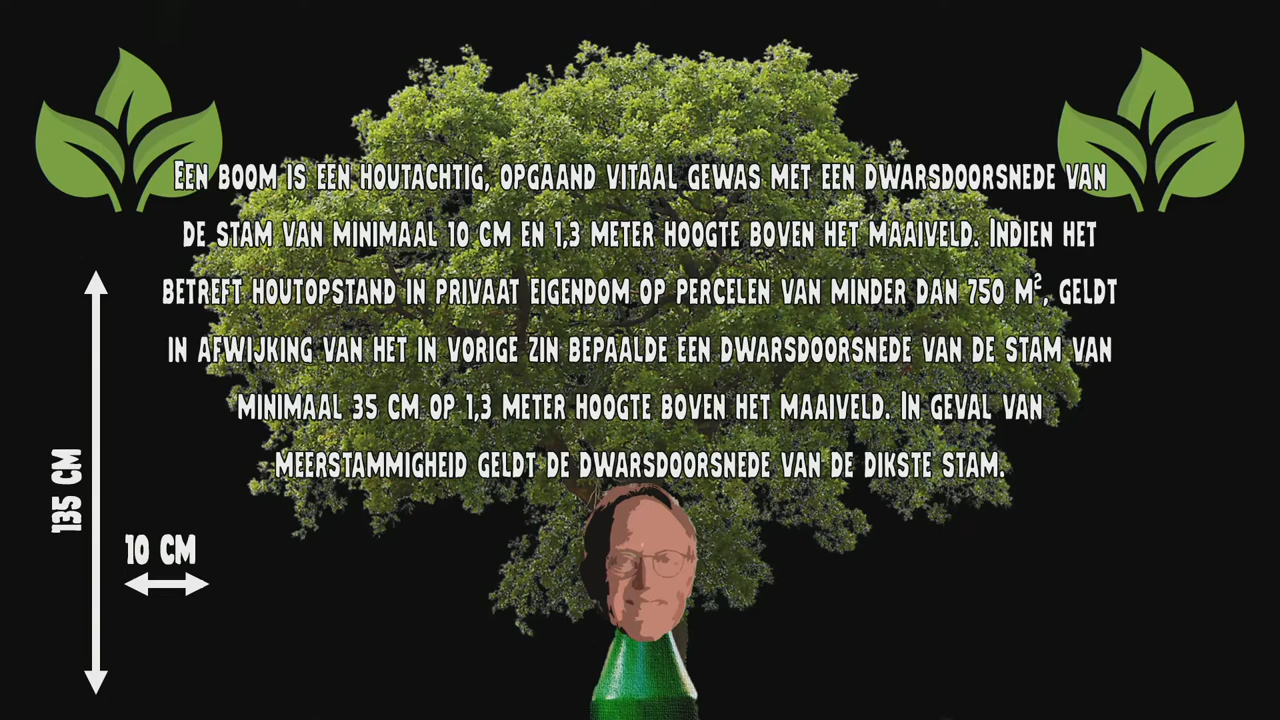 Een boom is een houtachtig, opgaand vitaal gewas met een dwarsdoorsnede van
de stam van minimaal 10 cm en 1,3 meter hoogte boven het maaiveld. Indien het
betreft houtopstand in privaat eigendom op percelen van minder dan 750 m², geldt
in afwijking van het in vorige zin bepaalde een dwarsdoorsnede van de stam van
minimaal 35 cm op 1,3 meter hoogte boven het maaiveld. In geval van
meerstammigheid geldt de dwarsdoorsnede van de dikste stam.
135 cm
10 cm